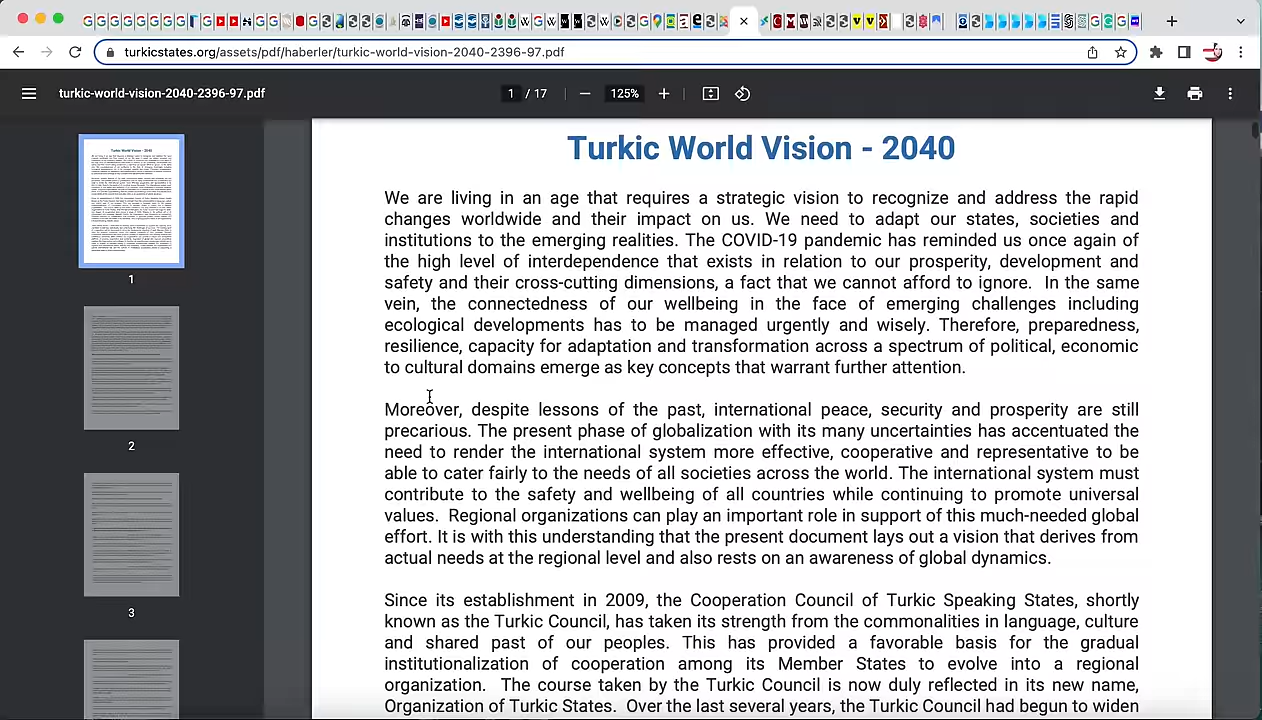 turkicstates.org/assets/pdf/haberler/turkic-world-vision-2040-2396-97.pdf
turkic-world-vision-2040-2396-97.pdf
1 / 17
125%
Turkic World Vision - 2040
We are living in an age that requires a strategic vision to recognize and address the rapid
changes worldwide and their impact on us. We need to adapt our states, societies and
institutions to the emerging realities. The COVID-19 pandemic has reminded us once again of
the high level of interdependence that exists in relation to our prosperity, development and
safety and their cross-cutting dimensions, a fact that we cannot afford to ignore. In the same
vein, the connectedness of our wellbeing in the face of emerging challenges including
ecological developments has to be managed urgently and wisely. Therefore, preparedness,
resilience, capacity for adaptation and transformation across a spectrum of political, economic
to cultural domains emerge as key concepts that warrant further attention.
Moreover, despite lessons of the past, international peace, security and prosperity are still
precarious. The present phase of globalization with its many uncertainties has accentuated the
need to render the international system more effective, cooperative and representative to be
able to cater fairly to the needs of all societies across the world. The international system must
contribute to the safety and wellbeing of all countries while continuing to promote universal
values. Regional organizations can play an important role in support of this much-needed global
effort. It is with this understanding that the present document lays out a vision that derives from
actual needs at the regional level and also rests on an awareness of global dynamics.
Since its establishment in 2009, the Cooperation Council of Turkic Speaking States, shortly
known as the Turkic Council, has taken its strength from the commonalities in language, culture
and shared past of our peoples. This has provided a favorable basis for the gradual
institutionalization of cooperation among its Member States to evolve into a regional
organization. The course taken by the Turkic Council is now duly reflected in its new name,
Organization of Turkic States. Over the last several years, the Turkic Council had begun to widen
Turkic World Vision - 2040
1
2
3